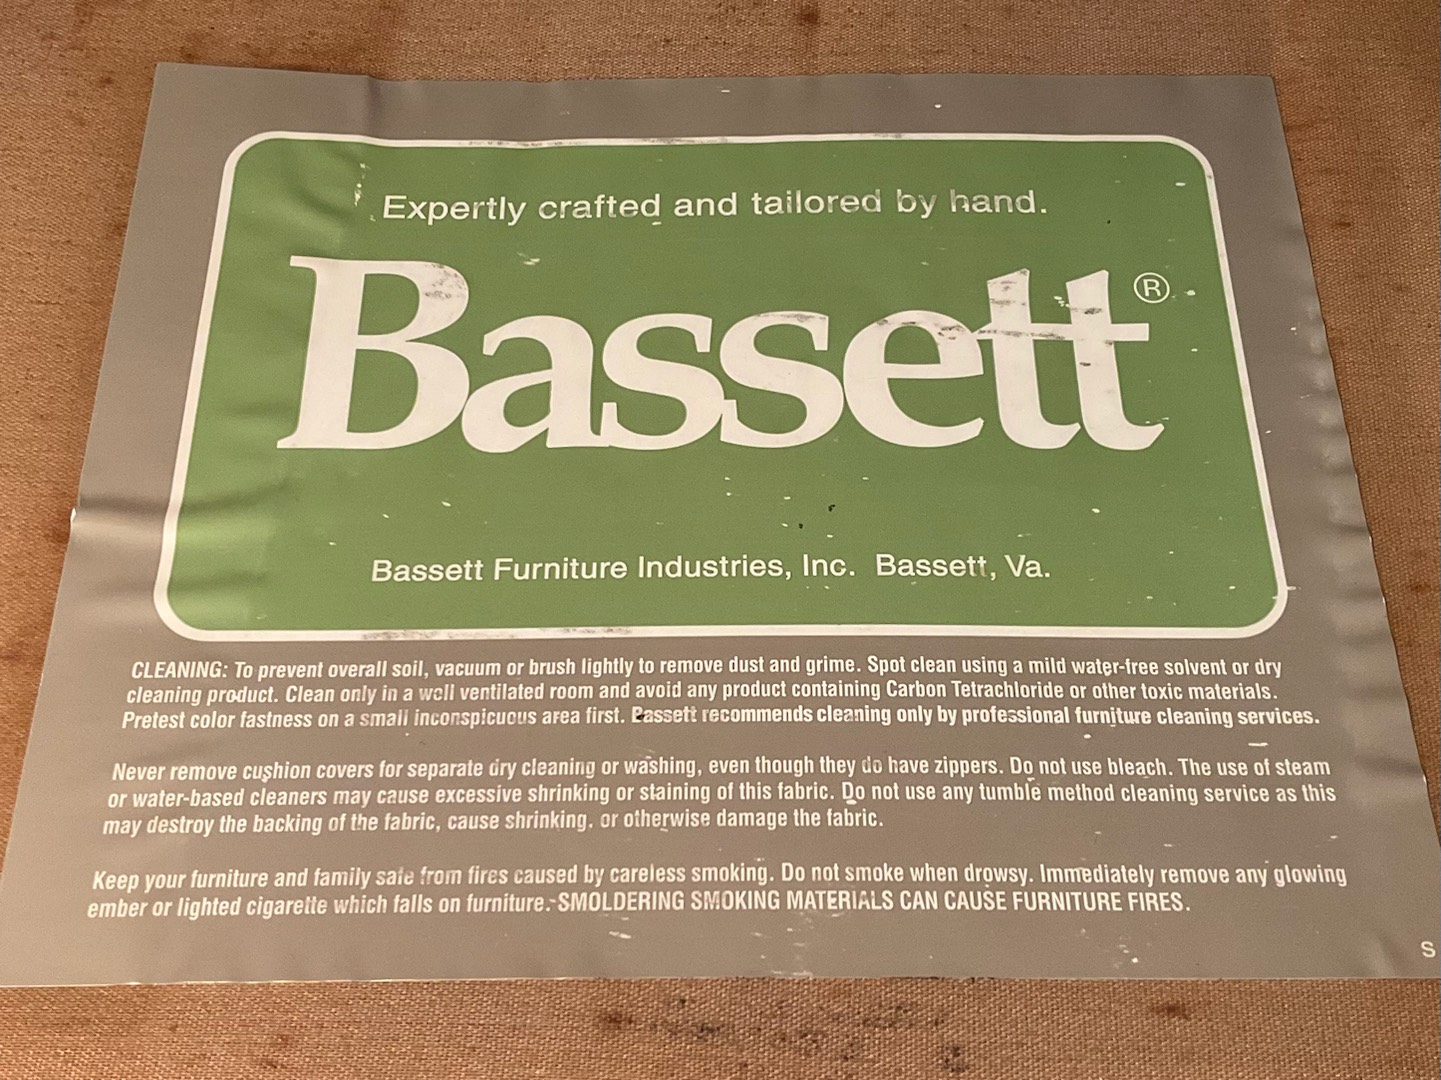 Expertly crafted and tailored by hand.
Bassett®
Bassett Furniture Industries, Inc. Bassett, Va.
CLEANING: To prevent overall soil, vacuum or brush lightly to remove dust and grime. Spot clean using a mild water-free solvent or dry
cleaning product. Clean only in a well ventilated room and avoid any product containing Carbon Tetrachloride or other toxic materials.
Pretest color fastness on a small inconspicuous area first. Bassett recommends cleaning only by professional furniture cleaning services.
Never remove cushion covers for separate dry cleaning or washing, even though they do have zippers. Do not use bleach. The use of steam
or water-based cleaners may cause excessive shrinking or staining of this fabric. Do not use any tumble method cleaning service as this
may destroy the backing of the fabric, cause shrinking, or otherwise damage the fabric.
Keep your furniture and family safe from fires caused by careless smoking. Do not smoke when drowsy. Immediately remove any glowing
ember or lighted cigarette which falls on furniture. SMOLDERING SMOKING MATERIALS CAN CAUSE FURNITURE FIRES.
S